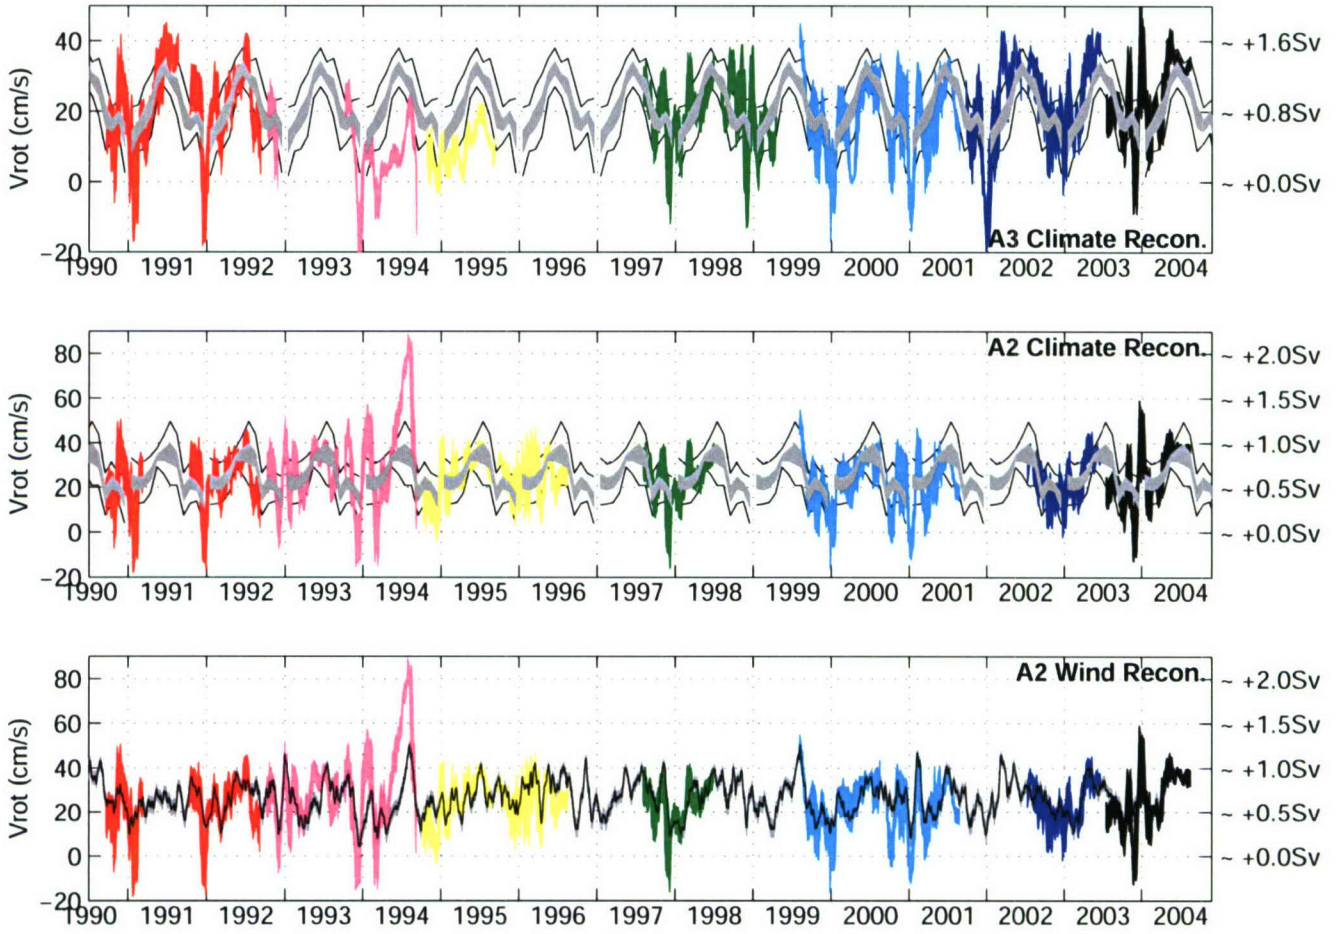 40
20
0
−20
Vrot (cm/s)
~ +1.6Sv
~ +0.8Sv
~ +0.0Sv
A3 Climate Recon.
1990 1991 1992 1993 1994 1995 1996 1997 1998 1999 2000 2001 2002 2003 2004
80
60
40
20
0
−20
Vrot (cm/s)
A2 Climate Recon.
~ +2.0Sv
~ +1.5Sv
~ +1.0Sv
~ +0.5Sv
~ +0.0Sv
1990 1991 1992 1993 1994 1995 1996 1997 1998 1999 2000 2001 2002 2003 2004
80
60
40
20
0
−20
Vrot (cm/s)
A2 Wind Recon.
~ +2.0Sv
~ +1.5Sv
~ +1.0Sv
~ +0.5Sv
~ +0.0Sv
1990 1991 1992 1993 1994 1995 1996 1997 1998 1999 2000 2001 2002 2003 2004